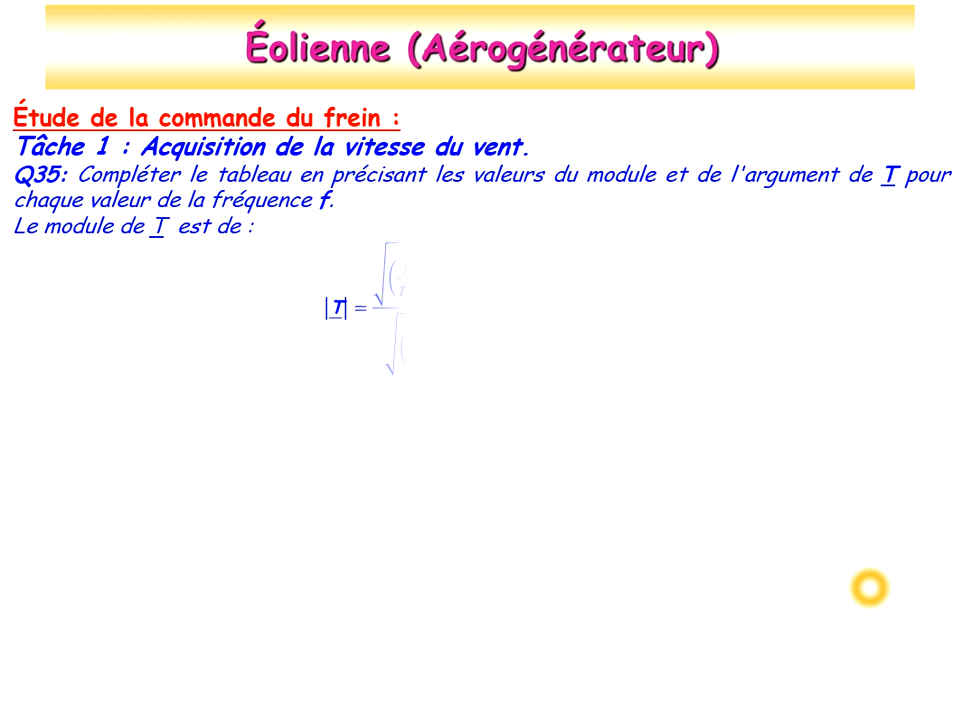 Éolienne (Aérogénérateur)
Étude de la commande du frein :
Tâche 1 : Acquisition de la vitesse du vent.
Q35: Compléter le tableau en précisant les valeurs du module et de l'argument de T pour
chaque valeur de la fréquence f.
Le module de T est de :
|T| =